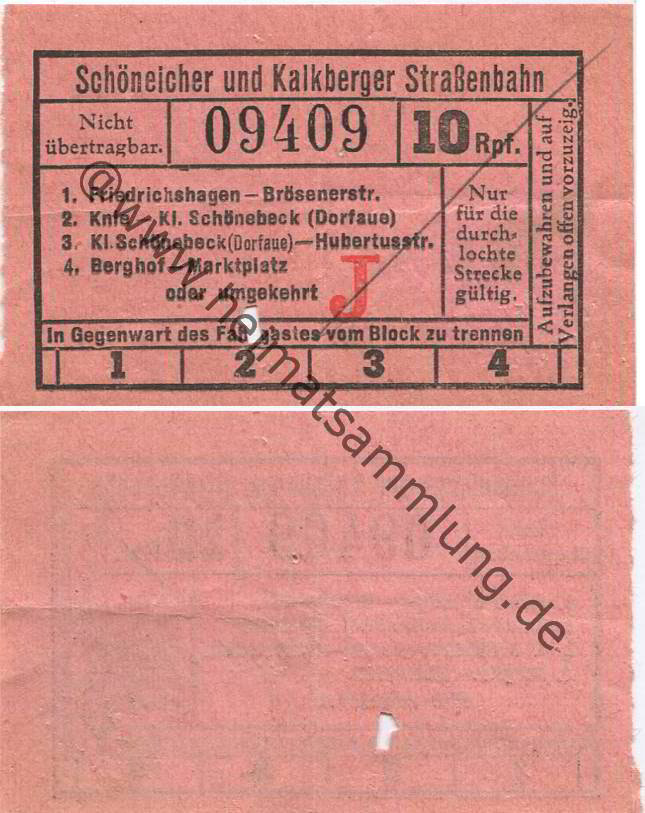 Schöneicher und Kalkberger Straßenbahn
Nicht
übertragbar.
09409
10 Rpf.
1. Friedrichshagen – Brösenerstr.
2. Knie – Kl. Schönebeck (Dorfaue)
3. Kl. Schönebeck (Dorfaue) – Hubertusstr.
4. Berghof – Marktplatz
oder umgekehrt
J
Nur
für die
durch-
lochte
Strecke
gültig.
Aufzubewahren und auf
Verlangen offen vorzuzeig.
In Gegenwart des Fahrgastes vom Block zu trennen
1 2 3 4
@www.heimatsammlung.de